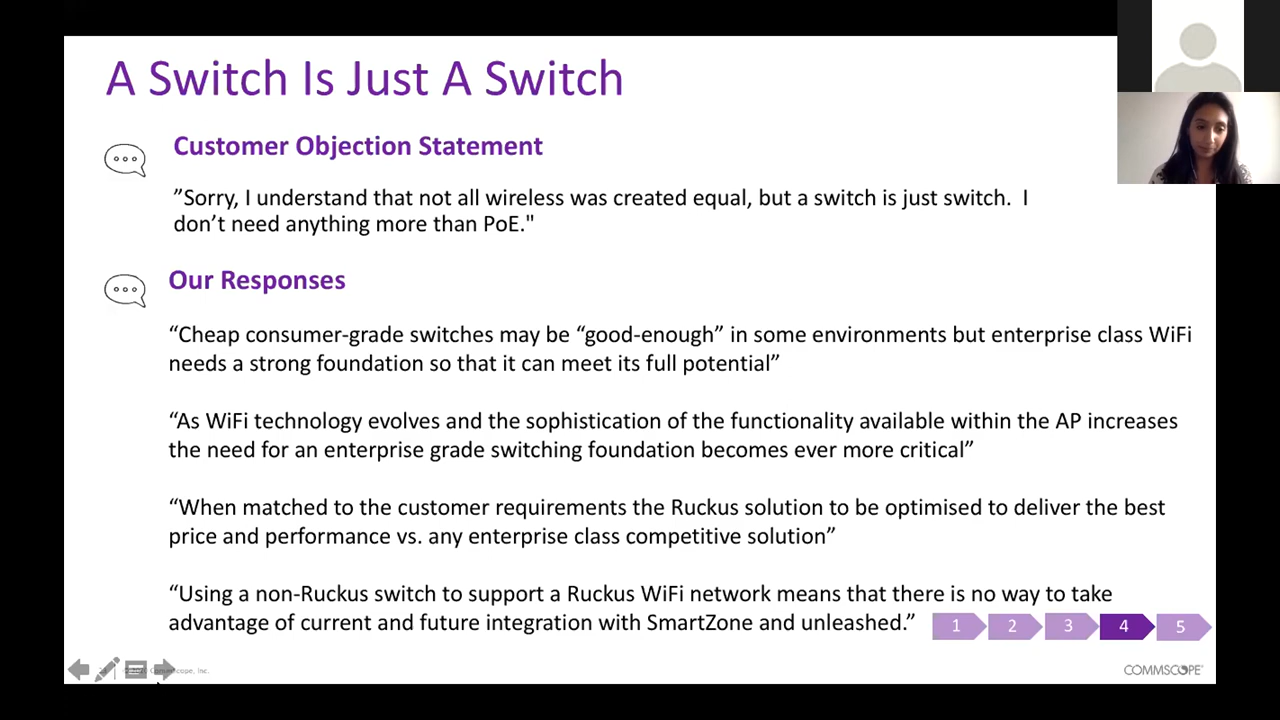 A Switch Is Just A Switch
Customer Objection Statement
”Sorry, I understand that not all wireless was created equal, but a switch is just switch. I
don’t need anything more than PoE."
Our Responses
“Cheap consumer-grade switches may be “good-enough” in some environments but enterprise class WiFi
needs a strong foundation so that it can meet its full potential”
“As WiFi technology evolves and the sophistication of the functionality available within the AP increases
the need for an enterprise grade switching foundation becomes ever more critical”
“When matched to the customer requirements the Ruckus solution to be optimised to deliver the best
price and performance vs. any enterprise class competitive solution”
“Using a non-Ruckus switch to support a Ruckus WiFi network means that there is no way to take
advantage of current and future integration with SmartZone and unleashed.”
1 2 3 4 5
CommScope, Inc.
COMMSCOPE®